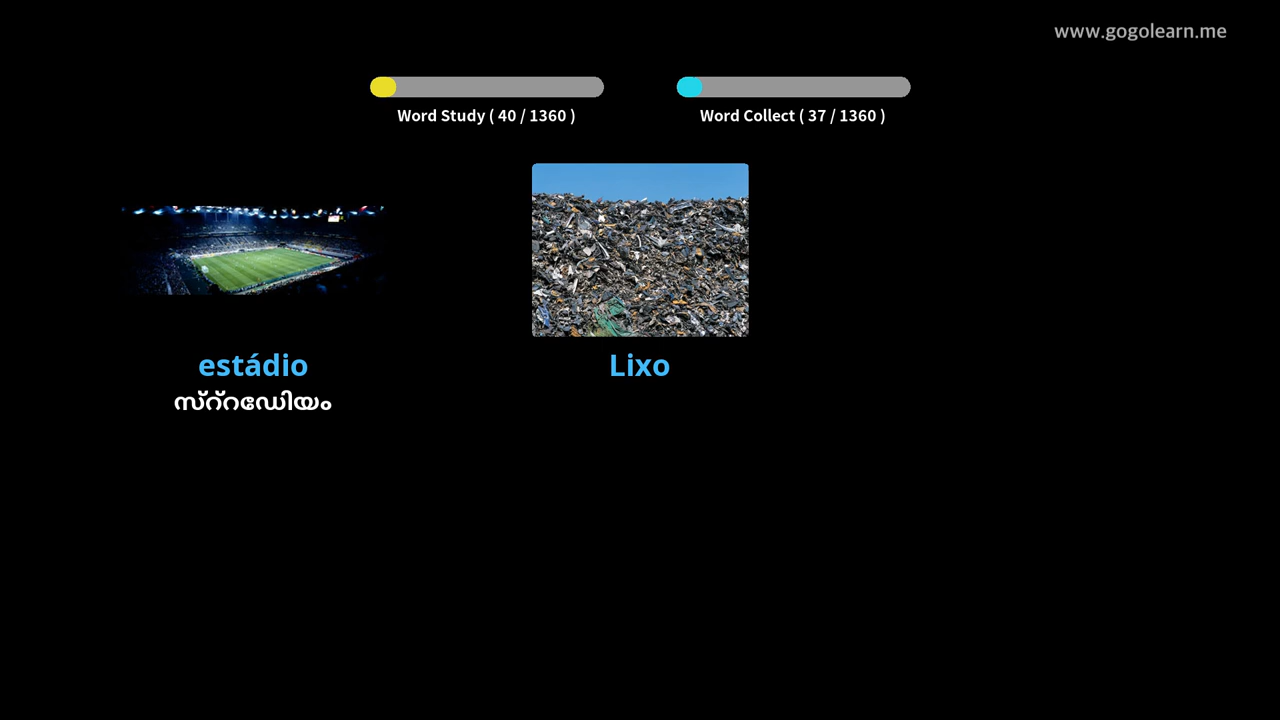 www.gogolearn.me
Word Study ( 40 / 1360 )
Word Collect ( 37 / 1360 )
estádio
Lixo
സ്റ്റേഡിയം